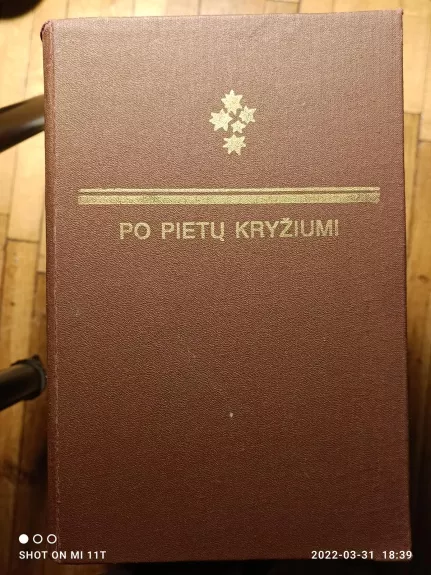 PO PIETŲ KRYŽIUMI
SHOT ON MI 11T
2022-03-31 18:39